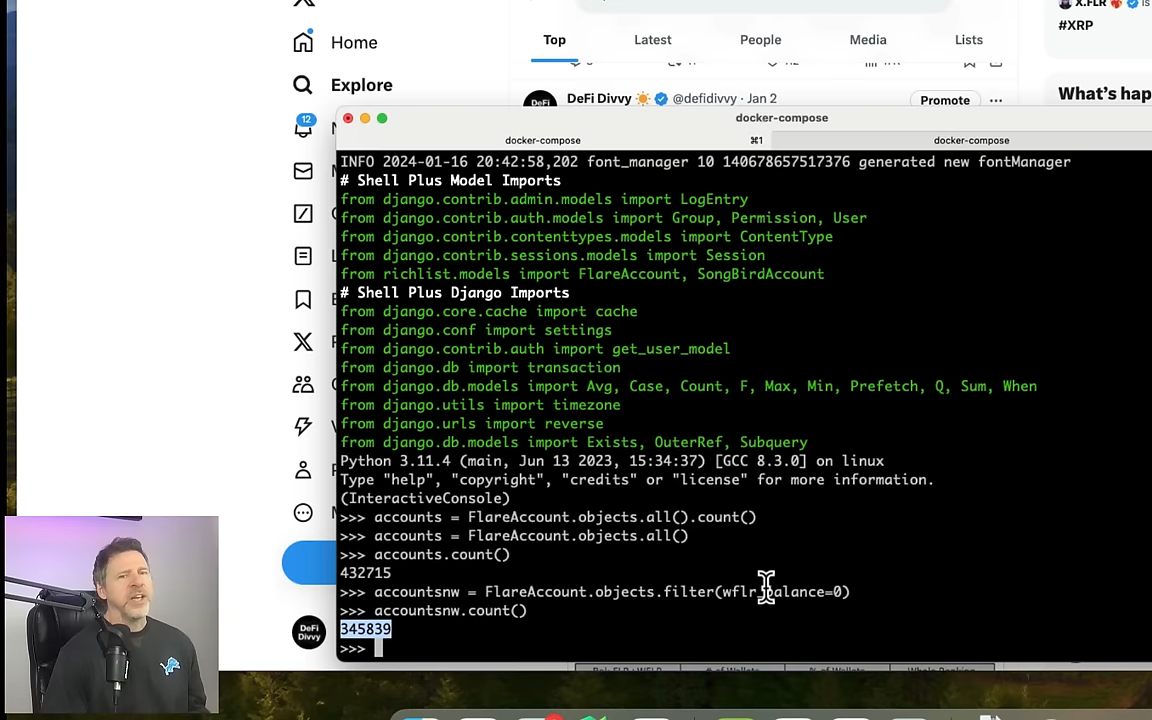 Home
Explore
12
Top
Latest
People
Media
Lists
DeFi Divvy @defidivvy · Jan 2
Promote
X.FLR
#XRP
What's hap
docker-compose
docker-compose
⌘1
docker-compose
INFO 2024-01-16 20:42:58,202 font_manager 10 140678657517376 generated new fontManager
# Shell Plus Model Imports
from django.contrib.admin.models import LogEntry
from django.contrib.auth.models import Group, Permission, User
from django.contrib.contenttypes.models import ContentType
from django.contrib.sessions.models import Session
from richlist.models import FlareAccount, SongBirdAccount
# Shell Plus Django Imports
from django.core.cache import cache
from django.conf import settings
from django.contrib.auth import get_user_model
from django.db import transaction
from django.db.models import Avg, Case, Count, F, Max, Min, Prefetch, Q, Sum, When
from django.utils import timezone
from django.urls import reverse
from django.db.models import Exists, OuterRef, Subquery
Python 3.11.4 (main, Jun 13 2023, 15:34:37) [GCC 8.3.0] on linux
Type "help", "copyright", "credits" or "license" for more information.
(InteractiveConsole)
>>> accounts = FlareAccount.objects.all().count()
>>> accounts = FlareAccount.objects.all()
>>> accounts.count()
432715
>>> accountsnw = FlareAccount.objects.filter(wflr_balance=0)
>>> accountsnw.count()
345839
>>>
DeFi
Divvy